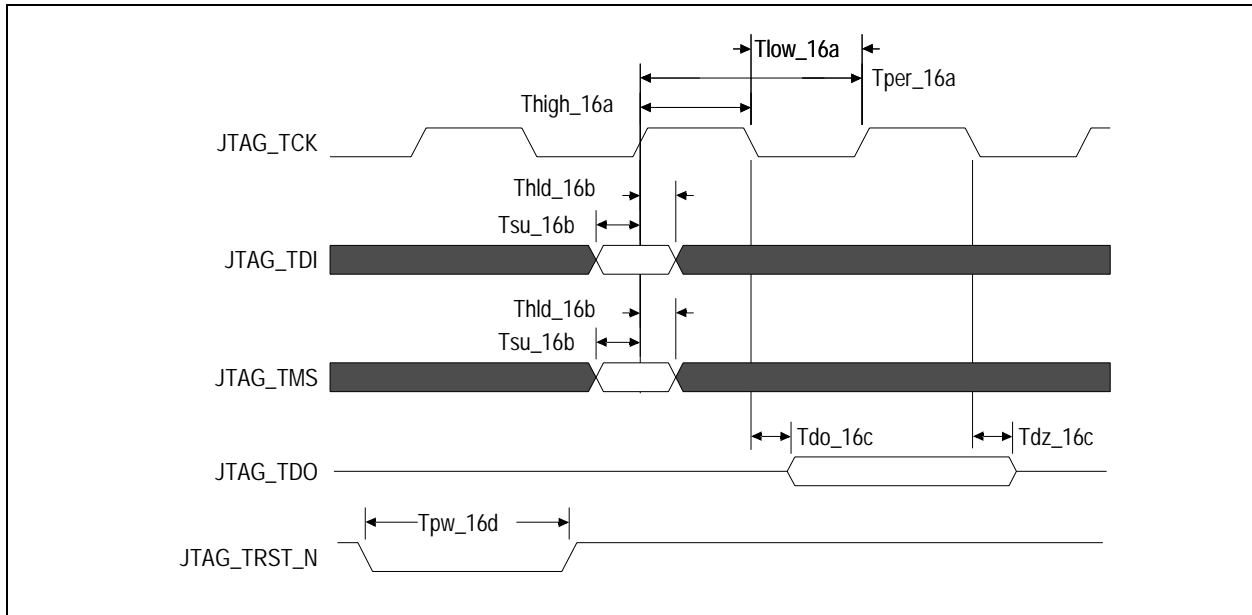 Tlow_16a
Tper_16a
Thigh_16a
JTAG_TCK
Thld_16b
Tsu_16b
JTAG_TDI
Thld_16b
Tsu_16b
JTAG_TMS
Tdo_16c
Tdz_16c
JTAG_TDO
Tpw_16d
JTAG_TRST_N